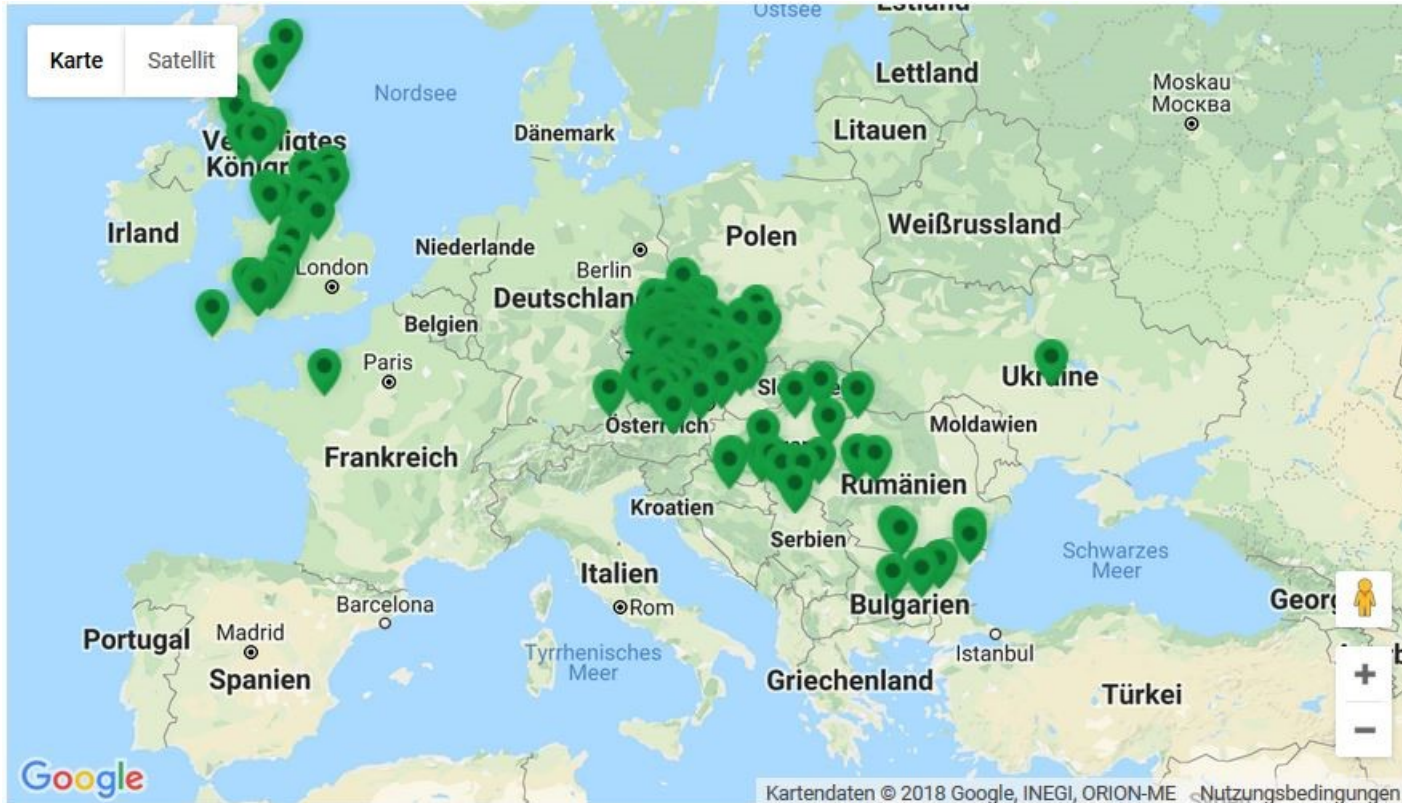 Estland
Ostsee
Karte
Satellit
Lettland
Moskau
Москва
Nordsee
Dänemark
Litauen
Irland
Weißrussland
Polen
Niederlande
Berlin
London
Belgien
Paris
Frankreich
Österreich
Moldawien
Rumänien
Kroatien
Serbien
Schwarzes
Meer
Italien
Rom
Bulgarien
Barcelona
Portugal
Madrid
Spanien
Tyrrhenisches
Meer
Istanbul
Griechenland
Türkei
Google
Kartendaten © 2018 Google, INEGI, ORION-ME Nutzungsbedingungen